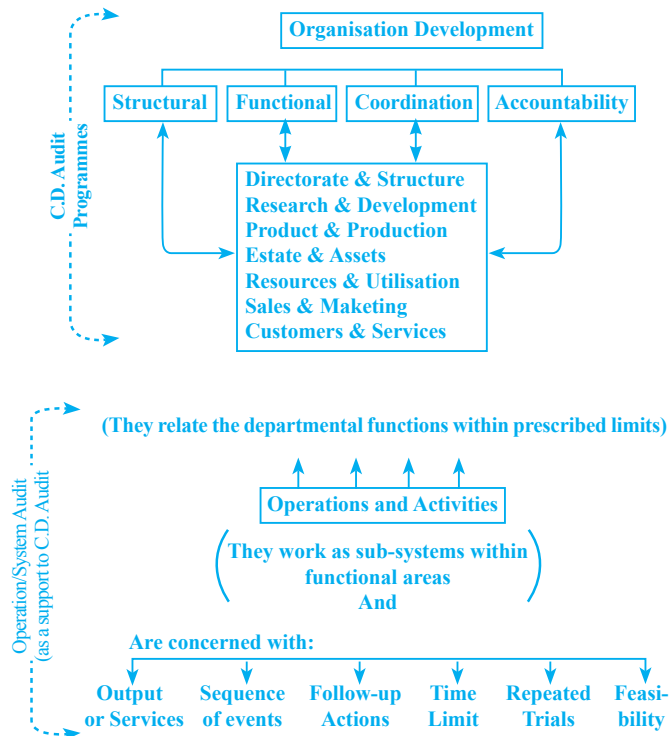 Organisation Development
Structural
Functional
Coordination
Accountability
C.D. Audit
Programmes
Directorate & Structure
Research & Development
Product & Production
Estate & Assets
Resources & Utilisation
Sales & Maketing
Customers & Services
(They relate the departmental functions within prescribed limits)
Operations and Activities
They work as sub-systems within
functional areas
And
Operation/System Audit
(as a support to C.D. Audit
Are concerned with:
Output
or Services
Sequence
of events
Follow-up
Actions
Time
Limit
Repeated
Trials
Feasi-
bility